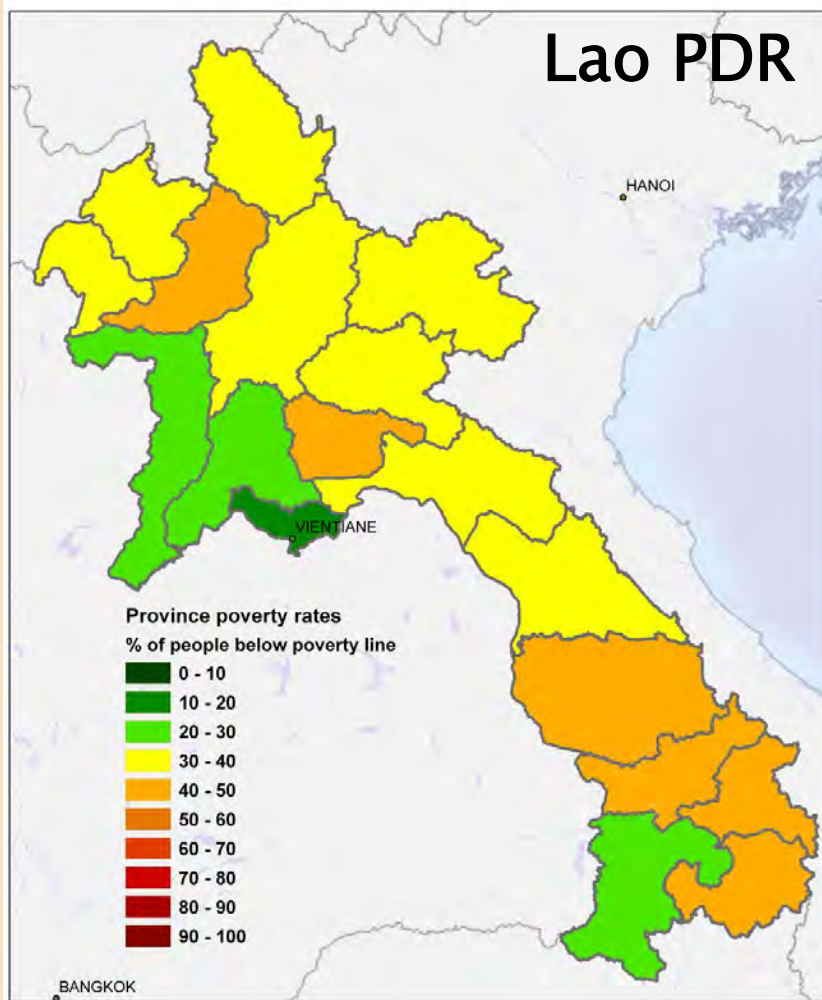 Lao PDR
HANOI
VIENTIANE
Province poverty rates
% of people below poverty line
0 - 10
10 - 20
20 - 30
30 - 40
40 - 50
50 - 60
60 - 70
70 - 80
80 - 90
90 - 100
BANGKOK